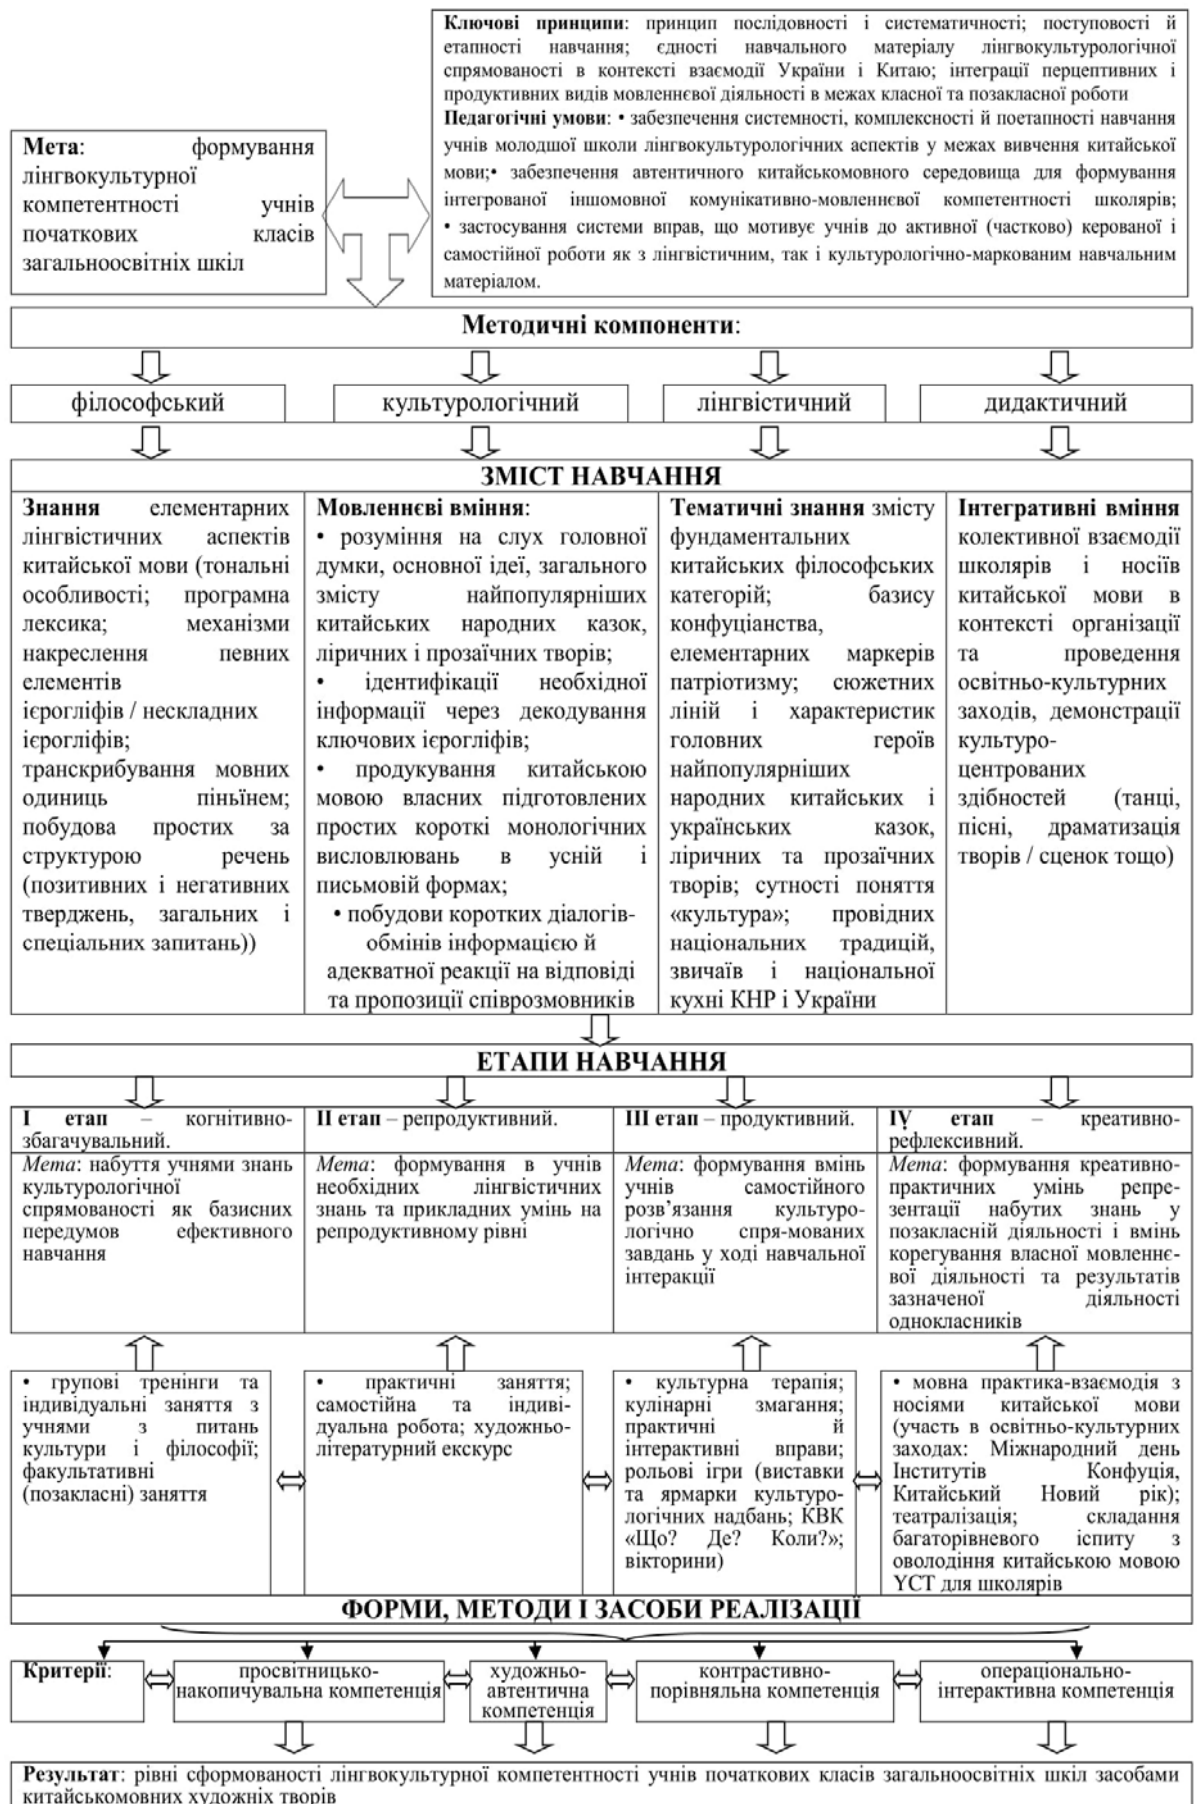 Ключові принципи: принцип послідовності і систематичності; поступовості й
етапності навчання; єдності навчального матеріалу лінгвокультурологічної
спрямованості в контексті взаємодії України і Китаю; інтеграції перцептивних і
продуктивних видів мовленнєвої діяльності в межах класної та позакласної роботи
Педагогічні умови: • забезпечення системності, комплексності й поетапності навчання
учнів молодшої школи лінгвокультурологічних аспектів у межах вивчення китайської
мови;• забезпечення автентичного китайськомовного середовища для формування
інтегрованої іншомовної комунікативно-мовленнєвої компетентності школярів;
• застосування системи вправ, що мотивує учнів до активної (частково) керованої і
самостійної роботи як з лінгвістичним, так і культурологічно-маркованим навчальним
матеріалом.
Мета: формування
лінгвокультурної
компетентності учнів
початкових класів
загальноосвітніх шкіл
Методичні компоненти:
філософський
культурологічний
лінгвістичний
дидактичний
ЗМІСТ НАВЧАННЯ
Знання елементарних
лінгвістичних аспектів
китайської мови (тональні
особливості; програмна
лексика; механізми
накреслення певних
елементів
ієрогліфів / нескладних
ієрогліфів;
транскрибування мовних
одиниць піньїнем;
побудова простих за
структурою речень
(позитивних і негативних
тверджень, загальних і
спеціальних запитань))
Мовленнєві вміння:
• розуміння на слух головної
думки, основної ідеї, загального
змісту найпопулярніших
китайських народних казок,
ліричних і прозаїчних творів;
• ідентифікації необхідної
інформації через декодування
ключових ієрогліфів;
• продукування китайською
мовою власних підготовлених
простих короткі монологічних
висловлювань в усній і
письмовій формах;
• побудови коротких діалогів-
обмінів інформацією й
адекватної реакції на відповіді
та пропозиції співрозмовників
Тематичні знання змісту
фундаментальних
китайських філософських
категорій; базису
конфуціанства,
елементарних маркерів
патріотизму; сюжетних
ліній і характеристик
головних героїв
найпопулярніших
народних китайських і
українських казок,
ліричних та прозаїчних
творів; сутності поняття
«культура»; провідних
національних традицій,
звичаїв і національної
кухні КНР і України
Інтегративні вміння
колективної взаємодії
школярів і носіїв
китайської мови в
контексті організації
та проведення
освітньо-культурних
заходів, демонстрації
культуро-
центрованих
здібностей (танці,
пісні, драматизація
творів / сценок тощо)
ЕТАПИ НАВЧАННЯ
І етап – когнітивно-
збагачувальний.
Мета: набуття учнями знань
культурологічної
спрямованості як базисних
передумов ефективного
навчання
ІІ етап – репродуктивний.
Мета: формування в учнів
необхідних лінгвістичних
знань та прикладних умінь на
репродуктивному рівні
ІІІ етап – продуктивний.
Мета: формування вмінь
учнів самостійного
розв’язання культуро-
логічно спря-мованих
завдань у ході навчальної
інтеракції
ІV етап – креативно-
рефлексивний.
Мета: формування креативно-
практичних умінь репре-
зентації набутих знань у
позакласній діяльності і вмінь
корегування власної мовленнє-
вої діяльності та результатів
зазначеної діяльності
однокласників
• групові тренінги та
індивідуальні заняття з
учнями з питань
культури і філософії;
факультативні
(позакласні) заняття
• практичні заняття;
самостійна та індиві-
дуальна робота; художньо-
літературний екскурс
• культурна терапія;
кулінарні змагання;
практичні й
інтерактивні вправи;
рольові ігри (виставки
та ярмарки культуро-
логічних надбань; КВК
«Що? Де? Коли?»;
вікторини)
• мовна практика-взаємодія з
носіями китайської мови
(участь в освітньо-культурних
заходах: Міжнародний день
Інститутів Конфуція,
Китайський Новий рік);
театралізація; складання
багаторівневого іспиту з
оволодіння китайською мовою
YCT для школярів
ФОРМИ, МЕТОДИ І ЗАСОБИ РЕАЛІЗАЦІЇ
Критерії:
просвітницько-
накопичувальна компетенція
художньо-
автентична
компетенція
контрастивно-
порівняльна компетенція
операціонально-
інтерактивна компетенція
Результат: рівні сформованості лінгвокультурної компетентності учнів початкових класів загальноосвітніх шкіл засобами
китайськомовних художніх творів